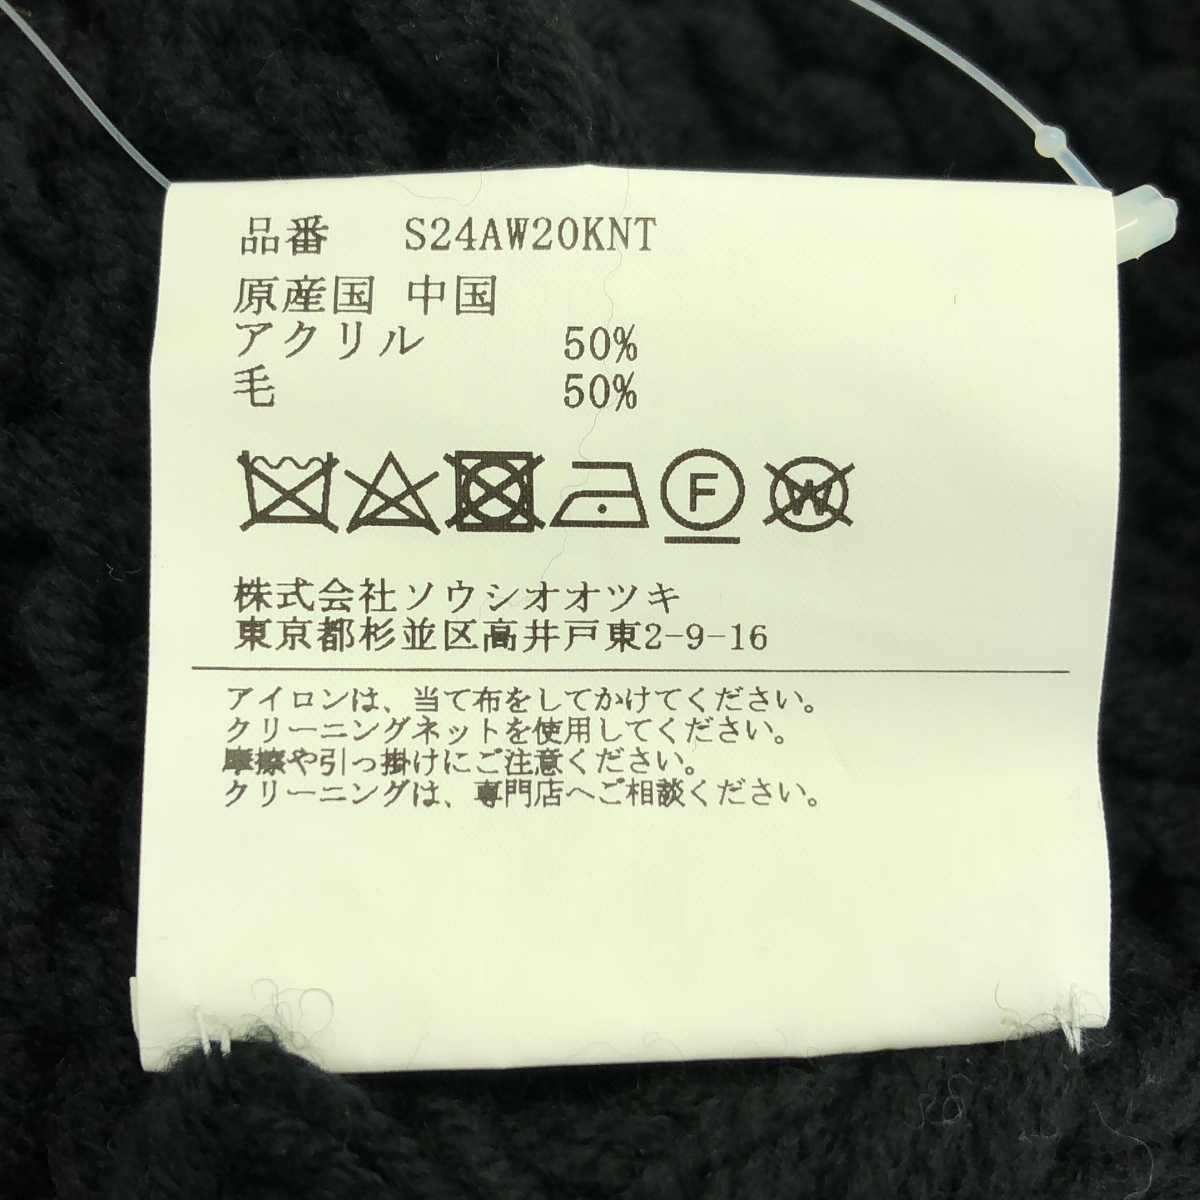 品番 S24AW20KNT
原産国 中国
アクリル 50%
毛 50%
F W
株式会社ソウシオオツキ
東京都杉並区高井戸東2-9-16
アイロンは、当て布をしてかけてください。
クリーニングネットを使用してください。
摩擦や引っ掛けにご注意ください。
クリーニングは、専門店へご相談ください。